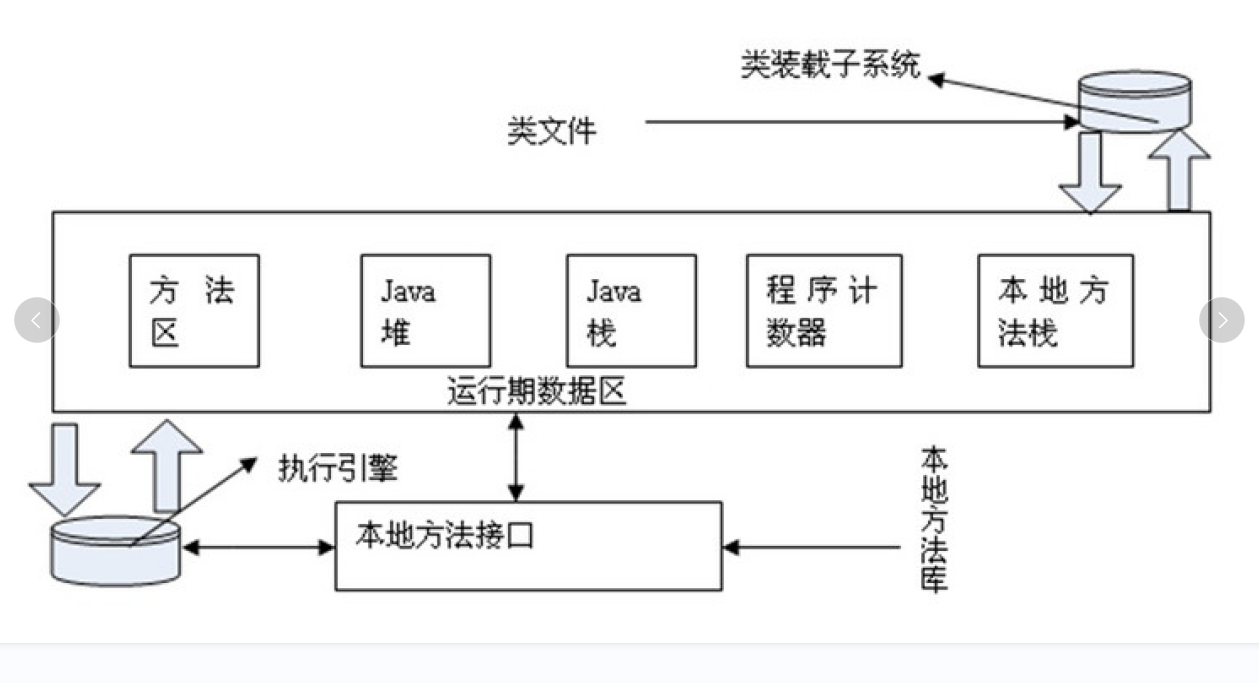 类装载子系统
类文件
方法
区
Java
堆
Java
栈
程序计
数器
本地方
法栈
运行期数据区
执行引擎
本地方法接口
本地方法库